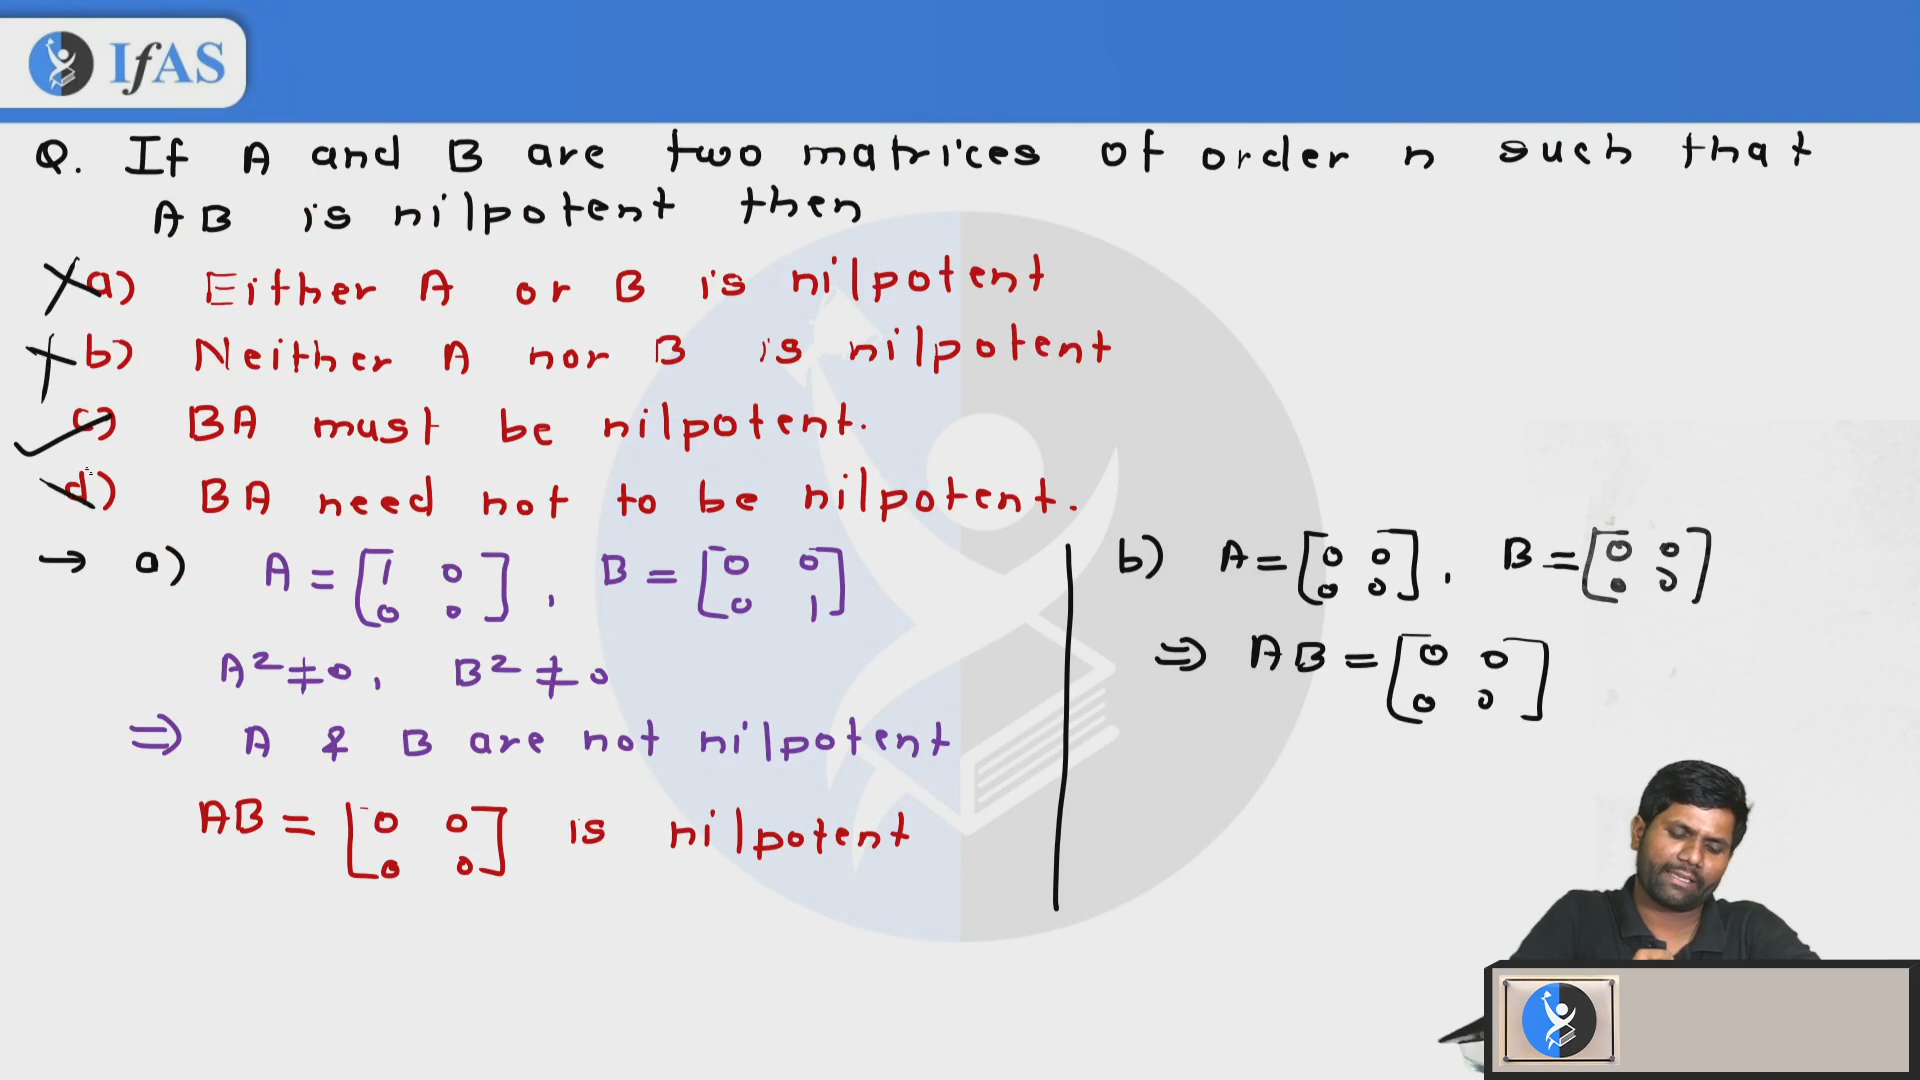 IfAS
Q. If A and B are two matrices of order n such that
AB is nilpotent then
a) Either A or B is nilpotent
b) Neither A nor B is nilpotent
c) BA must be nilpotent.
d) BA need not to be nilpotent.
→ a) A = [1 0
0 0], B = [0 0
0 1]
A² ≠ 0, B² ≠ 0
⇒ A & B are not nilpotent
AB = [0 0
0 0] is nilpotent
b) A = [0 0
0 0], B = [0 0
0 0]
⇒ AB = [0 0
0 0]